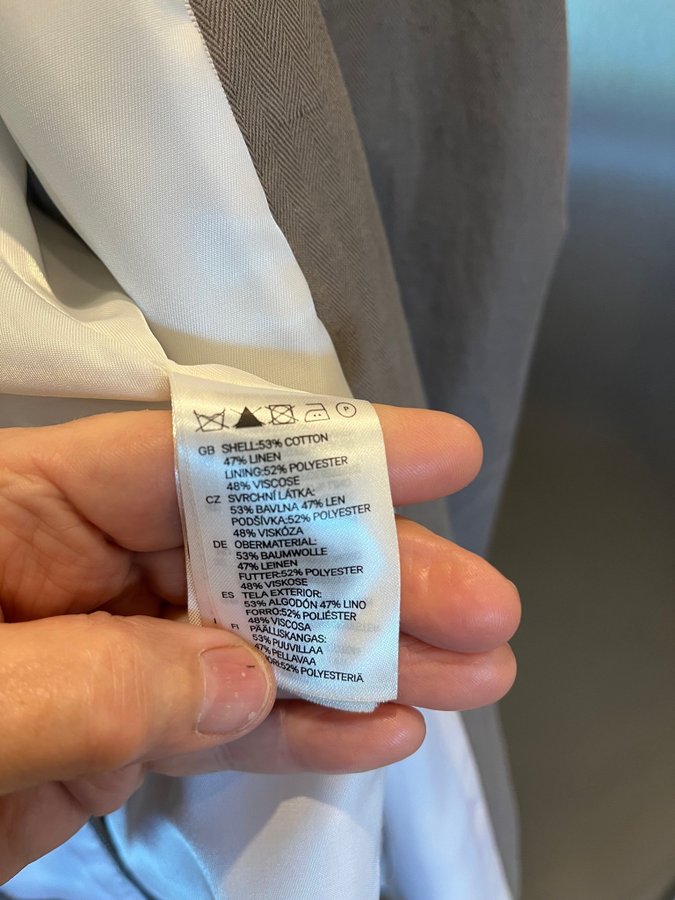 P
GB SHELL:53% COTTON
47% LINEN
LINING:52% POLYESTER
48% VISCOSE
CZ SVRCHNÍ LÁTKA:
53% BAVLNA 47% LEN
PODŠÍVKA:52% POLYESTER
48% VISKÓZA
DE OBERMATERIAL:
53% BAUMWOLLE
47% LEINEN
FUTTER:52% POLYESTER
48% VISKOSE
ES TELA EXTERIOR:
53% ALGODÓN 47% LINO
FORRO:52% POLIÉSTER
48% VISCOSA
FI PÄÄLLISKANGAS:
53% PUUVILLAA
47% PELLAVAA
52% POLYESTERIÄ